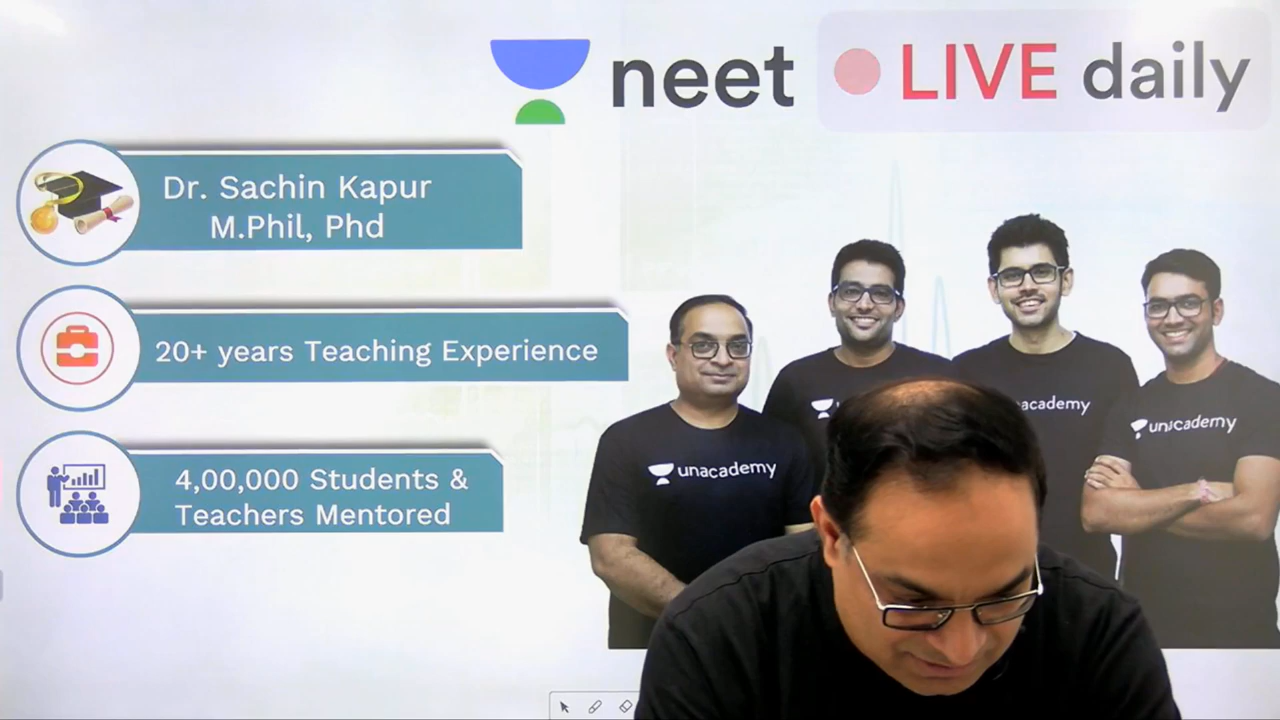 neet LIVE daily
Dr. Sachin Kapur
M.Phil, Phd
20+ years Teaching Experience
4,00,000 Students &
Teachers Mentored
unacademy
unacademy